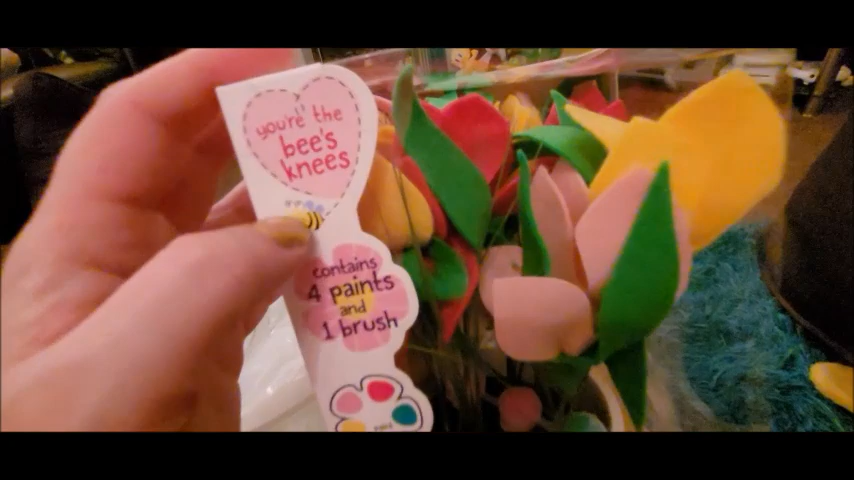 you're the
bee's
knees
contains
4 paints
and
1 brush